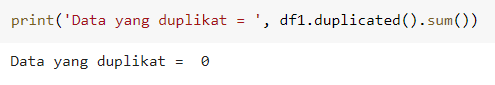 print('Data yang duplikat = ', df1.duplicated().sum())
Data yang duplikat =  0